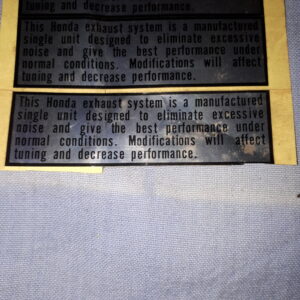 tuning and decrease performance.
This Honda exhaust system is a manufactured
single unit designed to eliminate excessive
noise and give the best performance under
normal conditions. Modifications will affect
tuning and decrease performance.
This Honda exhaust system is a manufactured
single unit designed to eliminate excessive
noise and give the best performance under
normal conditions. Modifications will affect
tuning and decrease performance.